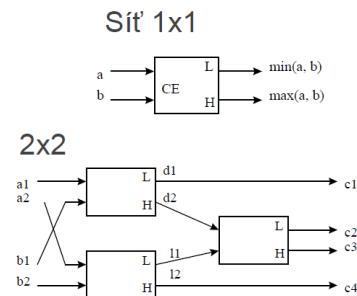 Síť 1x1
a
b
CE
L
H
min(a, b)
max(a, b)
2x2
a1
a2
b1
b2
L
H
d1
d2
L
H
l1
l2
L
H
c1
c2
c3
c4